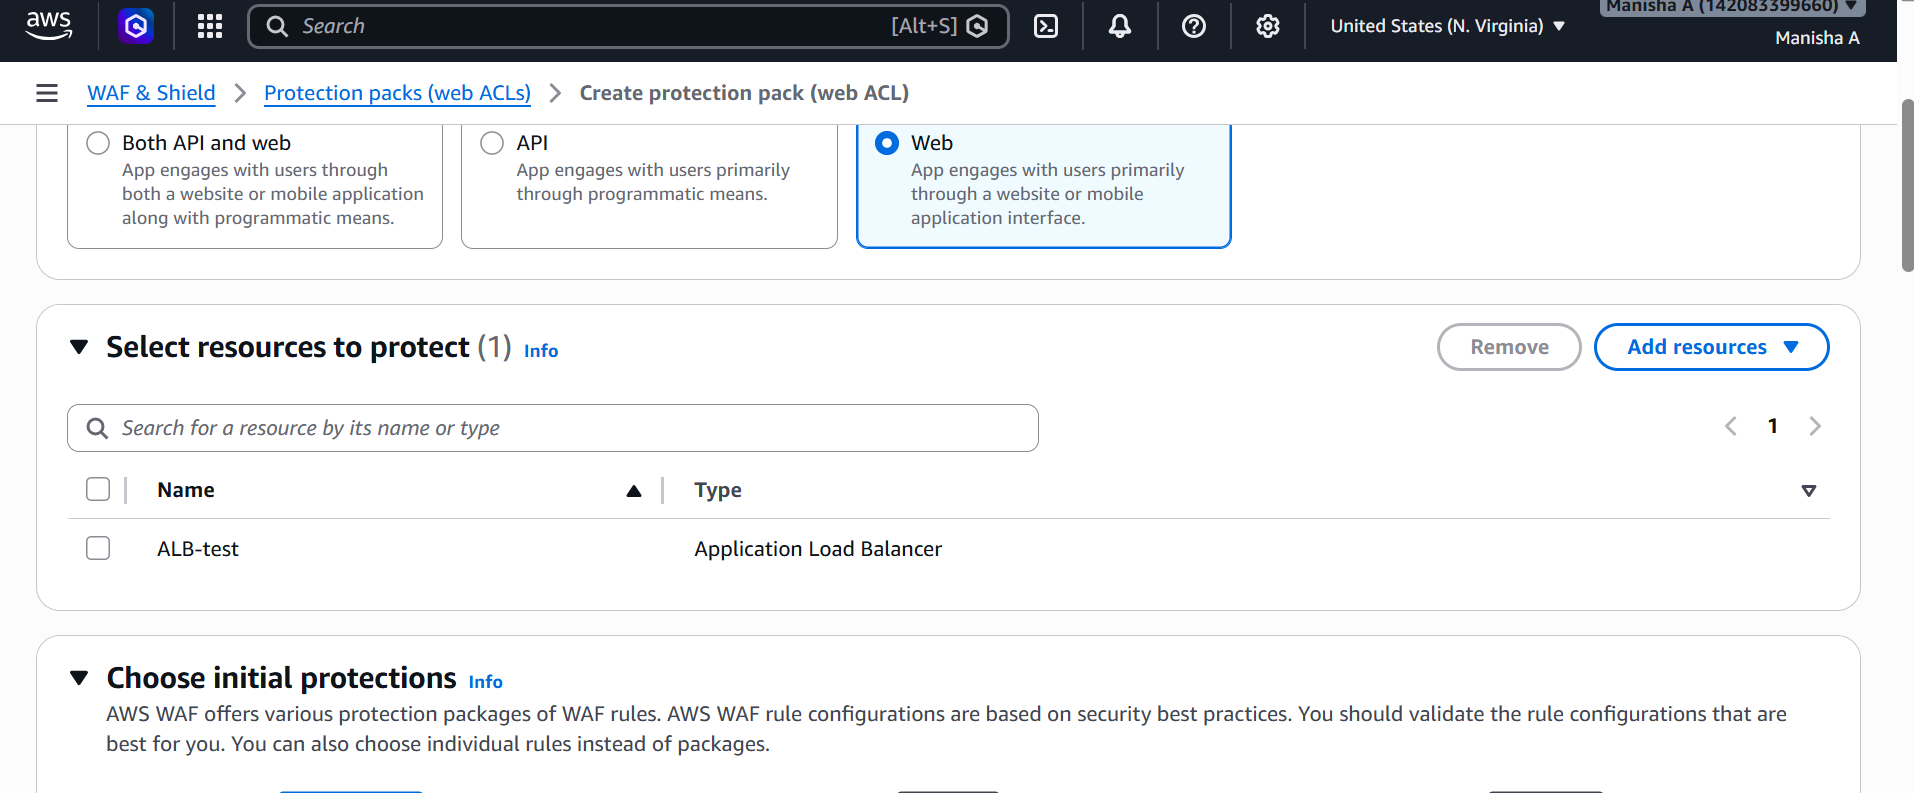 aws
Search
[Alt+S]
United States (N. Virginia)
Manisha A (142083399660)
Manisha A
WAF & Shield
Protection packs (web ACLs)
Create protection pack (web ACL)
Both API and web
App engages with users through
both a website or mobile application
along with programmatic means.
API
App engages with users primarily
through programmatic means.
Web
App engages with users primarily
through a website or mobile
application interface.
Select resources to protect (1) Info
Remove
Add resources
Search for a resource by its name or type
1
Name
Type
ALB-test
Application Load Balancer
Choose initial protections Info
AWS WAF offers various protection packages of WAF rules. AWS WAF rule configurations are based on security best practices. You should validate the rule configurations that are
best for you. You can also choose individual rules instead of packages.